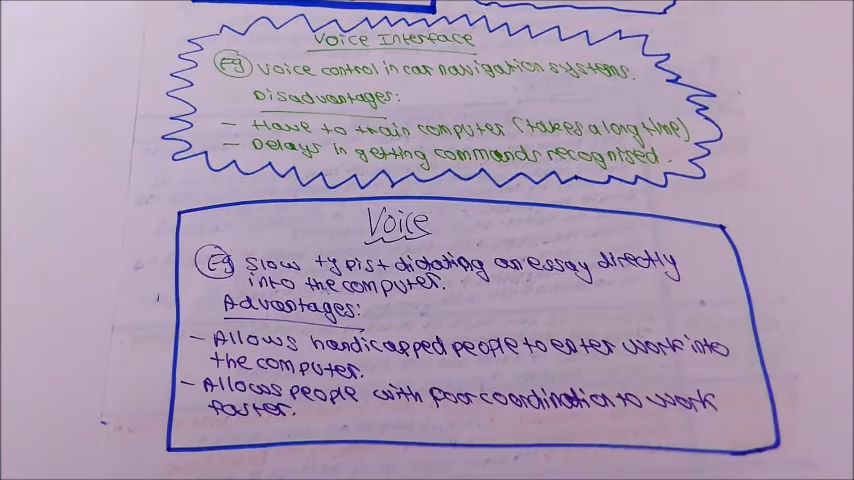 Voice Interface
Eg Voice control in car navigation systems.
Disadvantages:
- Have to train computer (takes a long time)
- Delays in getting commands recognised.
Voice
Eg Slow typist dictating an essay directly
into the computer.
Advantages:
- Allows handicapped people to enter work into
the computer.
- Allows people with poor coordination to work
faster.